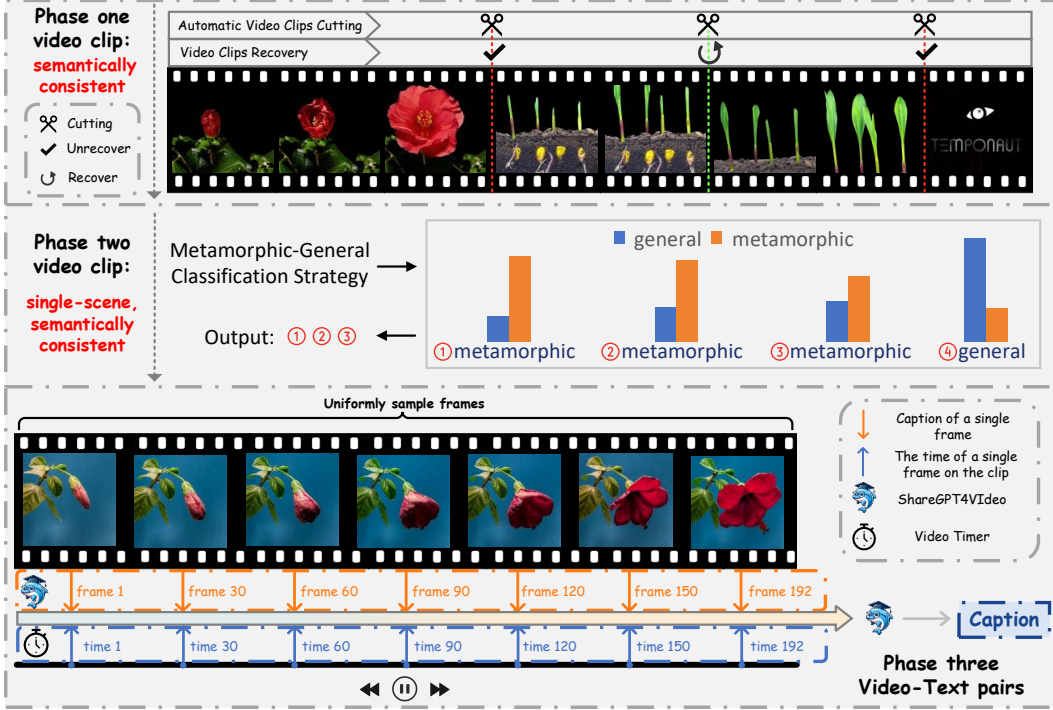 Phase one
video clip:
semantically
consistent
Cutting
Unrecover
Recover
Automatic Video Clips Cutting
Video Clips Recovery
TEMPONAUT
Phase two
video clip:
single-scene,
semantically
consistent
Metamorphic-General
Classification Strategy
Output: ① ② ③
general metamorphic
①metamorphic ②metamorphic ③metamorphic ④general
Uniformly sample frames
Caption of a single
frame
The time of a single
frame on the clip
ShareGPT4VIdeo
Video Timer
frame 1 frame 30 frame 60 frame 90 frame 120 frame 150 frame 192
time 1 time 30 time 60 time 90 time 120 time 150 time 192
Caption
Phase three
Video-Text pairs